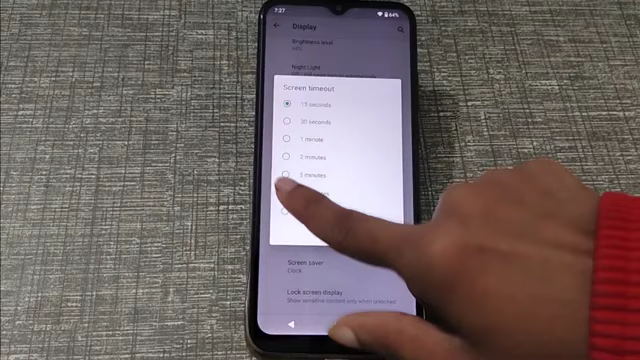 7:27
64%
Display
Brightness level
Night Light
Screen timeout
15 seconds
30 seconds
1 minute
2 minutes
5 minutes
Screen saver
Clock
Lock screen display
Show sensitive content only when unlocked